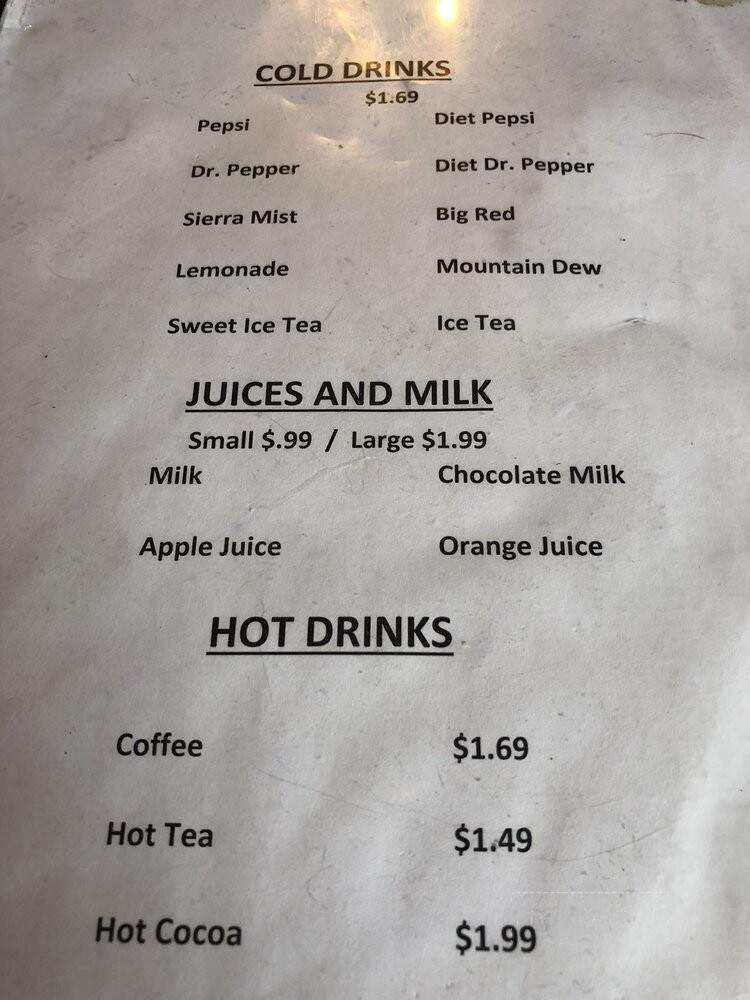 COLD DRINKS
$1.69
Pepsi Diet Pepsi
Dr. Pepper Diet Dr. Pepper
Sierra Mist Big Red
Lemonade Mountain Dew
Sweet Ice Tea Ice Tea
JUICES AND MILK
Small $.99 / Large $1.99
Milk Chocolate Milk
Apple Juice Orange Juice
HOT DRINKS
Coffee $1.69
Hot Tea $1.49
Hot Cocoa $1.99